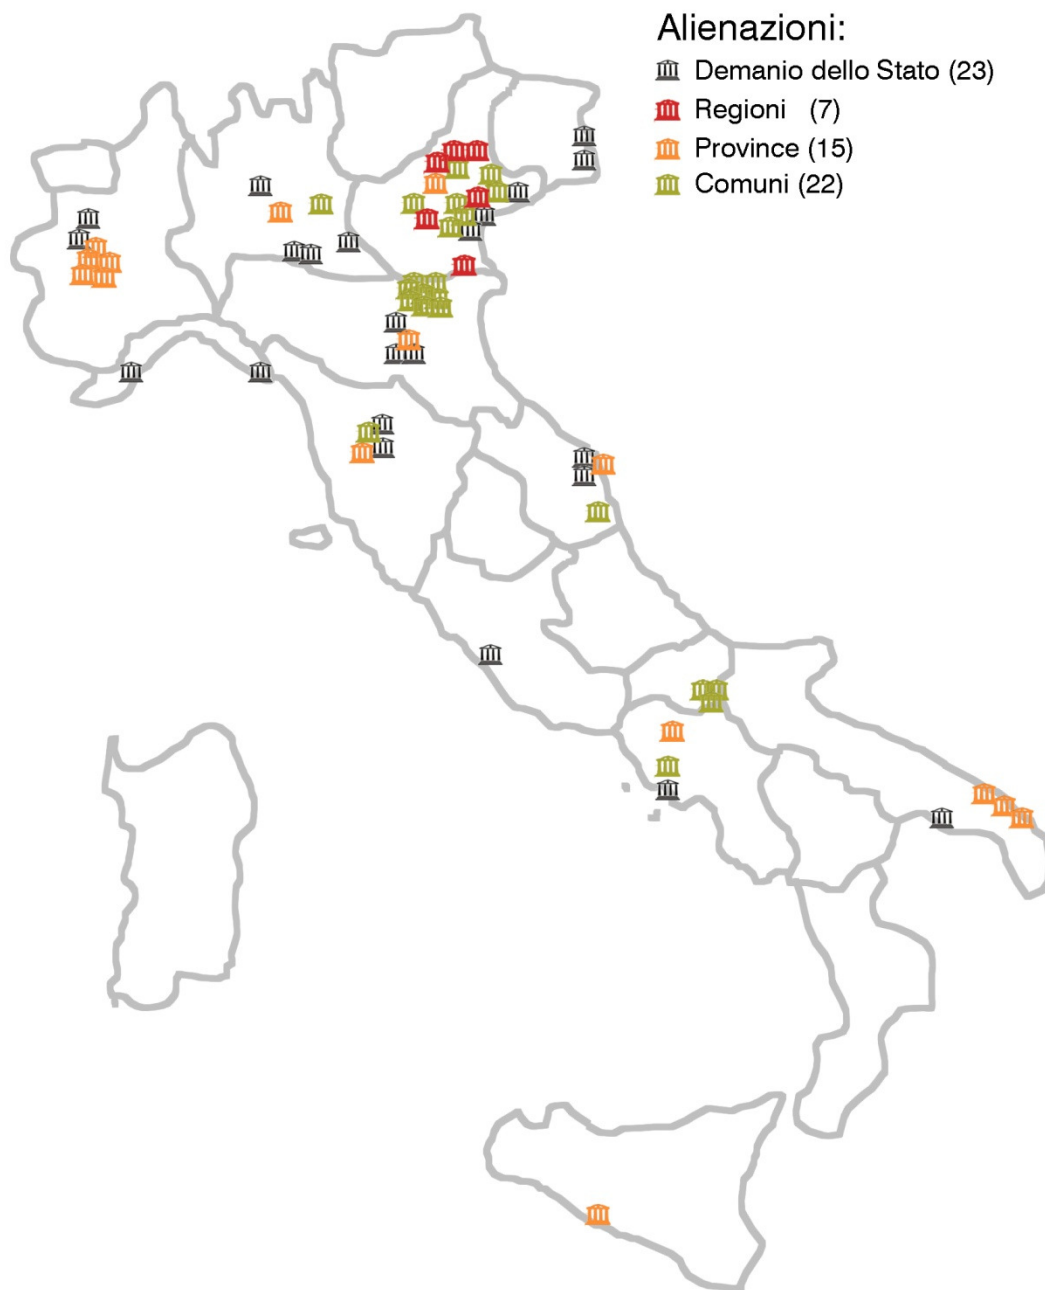 Alienazioni:
Demanio dello Stato (23)
Regioni (7)
Province (15)
Comuni (22)